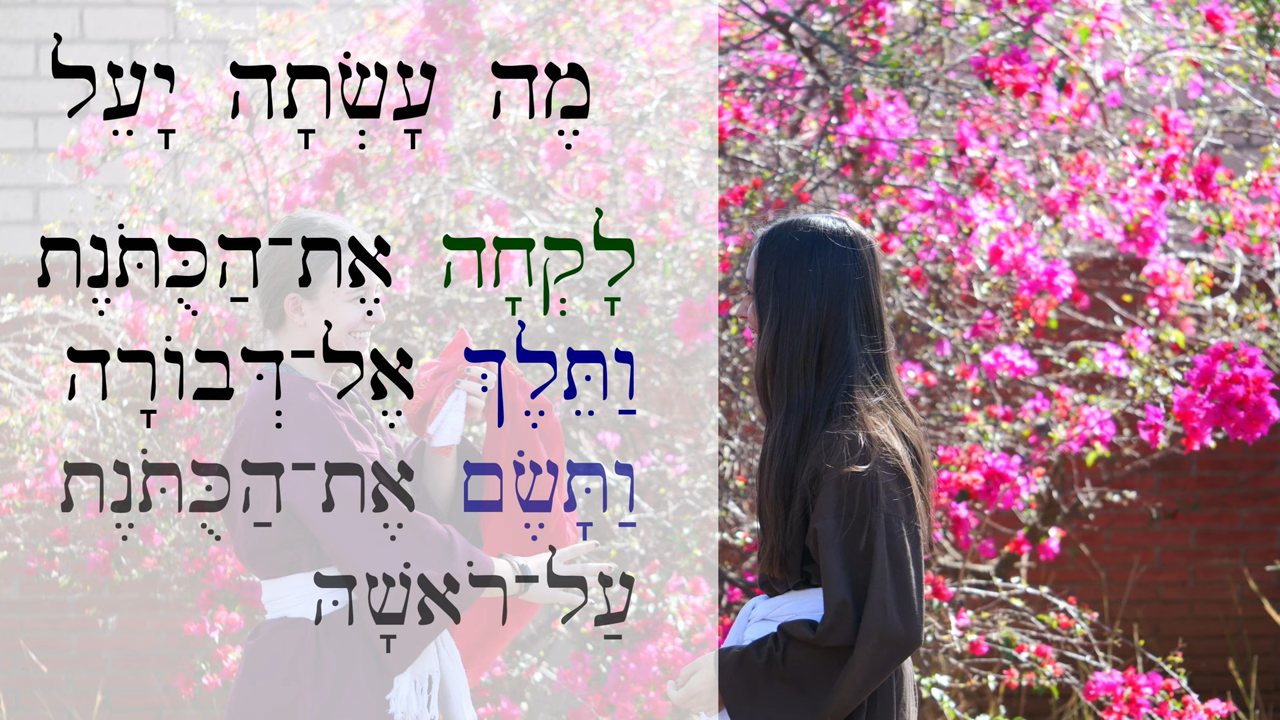 מֶה עָשְׂתָה יָעֵל
לָקְחָה אֶת־הַכֻּתֹּנֶת
וַתֵּלֶךְ אֶל־דְּבוֹרָה
וַתָּשֶׂם אֶת־הַכֻּתֹּנֶת
עַל־רֹאשָׁהּ